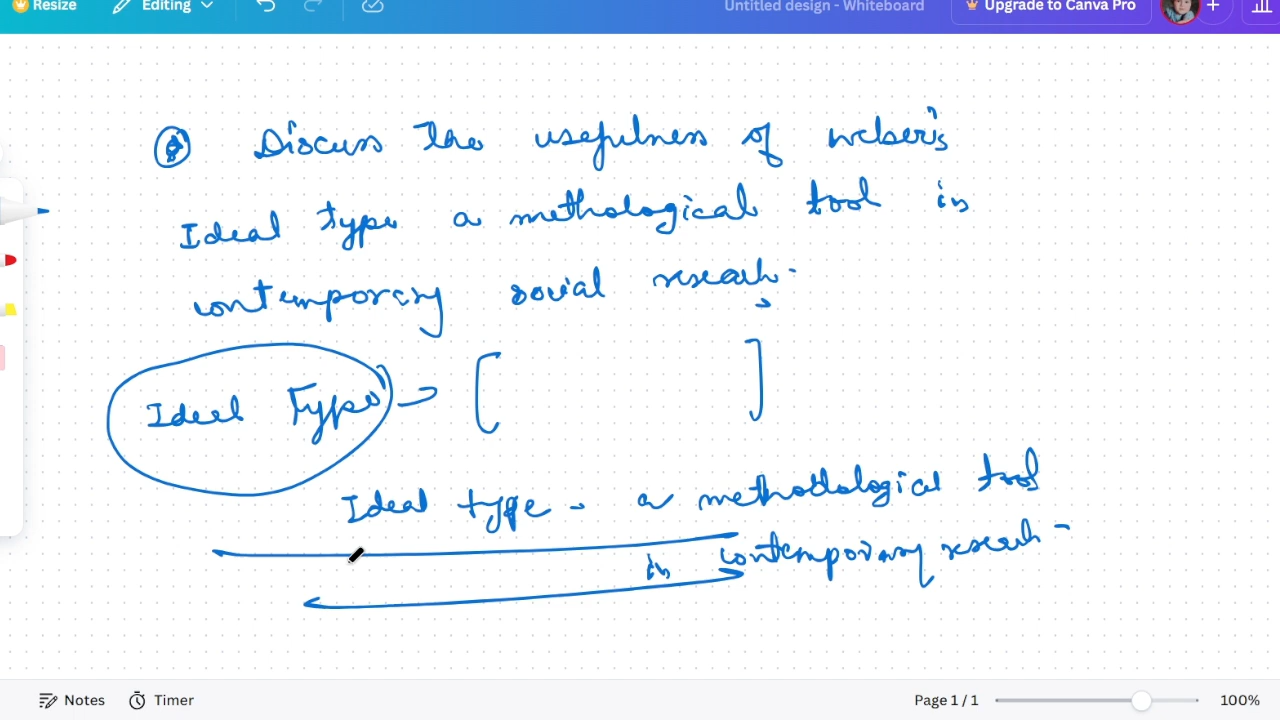 Resize Editing Untitled design - Whiteboard Upgrade to Canva Pro +
Discuss the usefulness of weber's
Ideal type a methological tool in
contemporary social research.
Ideal Types → [ ]
Ideal type - a methodological tool
in contemporary research -
Notes Timer Page 1 / 1 100%